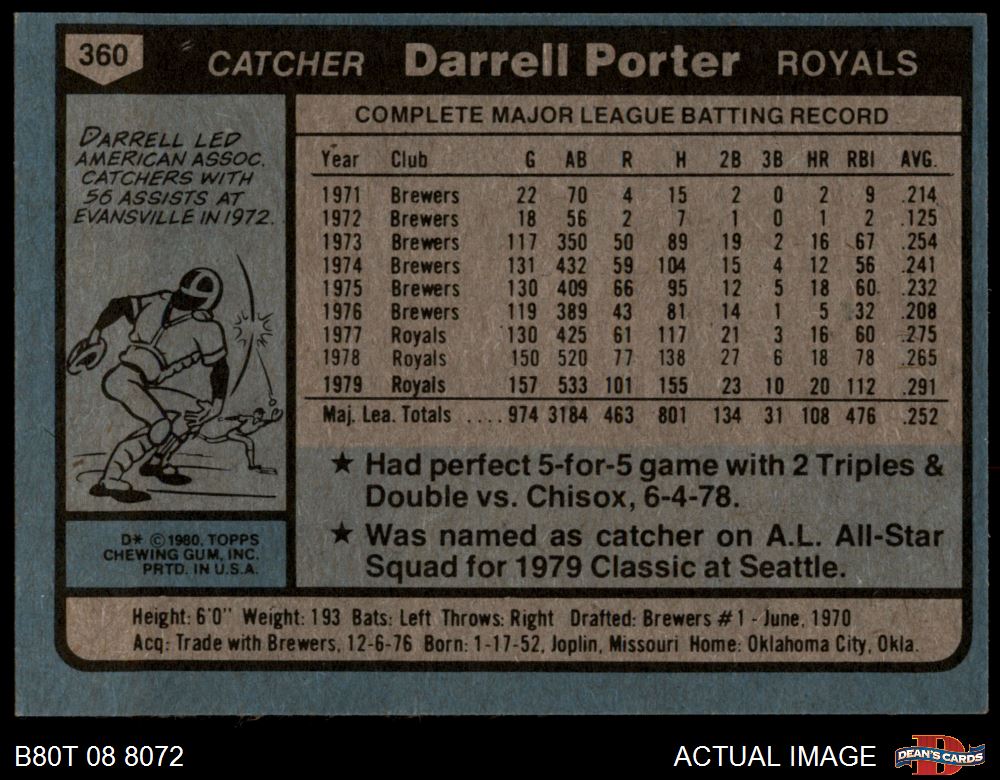 360 CATCHER Darrell Porter ROYALS
DARRELL LED
AMERICAN ASSOC.
CATCHERS WITH
56 ASSISTS AT
EVANSVILLE IN 1972.
COMPLETE MAJOR LEAGUE BATTING RECORD
Year Club G AB R H 2B 3B HR RBI AVG.
1971 Brewers 22 70 4 15 2 0 2 9 .214
1972 Brewers 18 56 2 7 1 0 1 2 .125
1973 Brewers 117 350 50 89 19 2 16 67 .254
1974 Brewers 131 432 59 104 15 4 12 56 .241
1975 Brewers 130 409 66 95 12 5 18 60 .232
1976 Brewers 119 389 43 81 14 1 5 32 .208
1977 Royals 130 425 61 117 21 3 16 60 .275
1978 Royals 150 520 77 138 27 6 18 78 .265
1979 Royals 157 533 101 155 23 10 20 112 .291
Maj. Lea. Totals .... 974 3184 463 801 134 31 108 476 .252
★ Had perfect 5-for-5 game with 2 Triples &
Double vs. Chisox, 6-4-78.
★ Was named as catcher on A.L. All-Star
Squad for 1979 Classic at Seattle.
D* © 1980, TOPPS
CHEWING GUM, INC.
PRTD. IN U.S.A.
Height: 6'0" Weight: 193 Bats: Left Throws: Right Drafted: Brewers #1 - June, 1970
Acq: Trade with Brewers, 12-6-76 Born: 1-17-52, Joplin, Missouri Home: Oklahoma City, Okla.
B80T 08 8072 ACTUAL IMAGE D DEAN'S CARDS